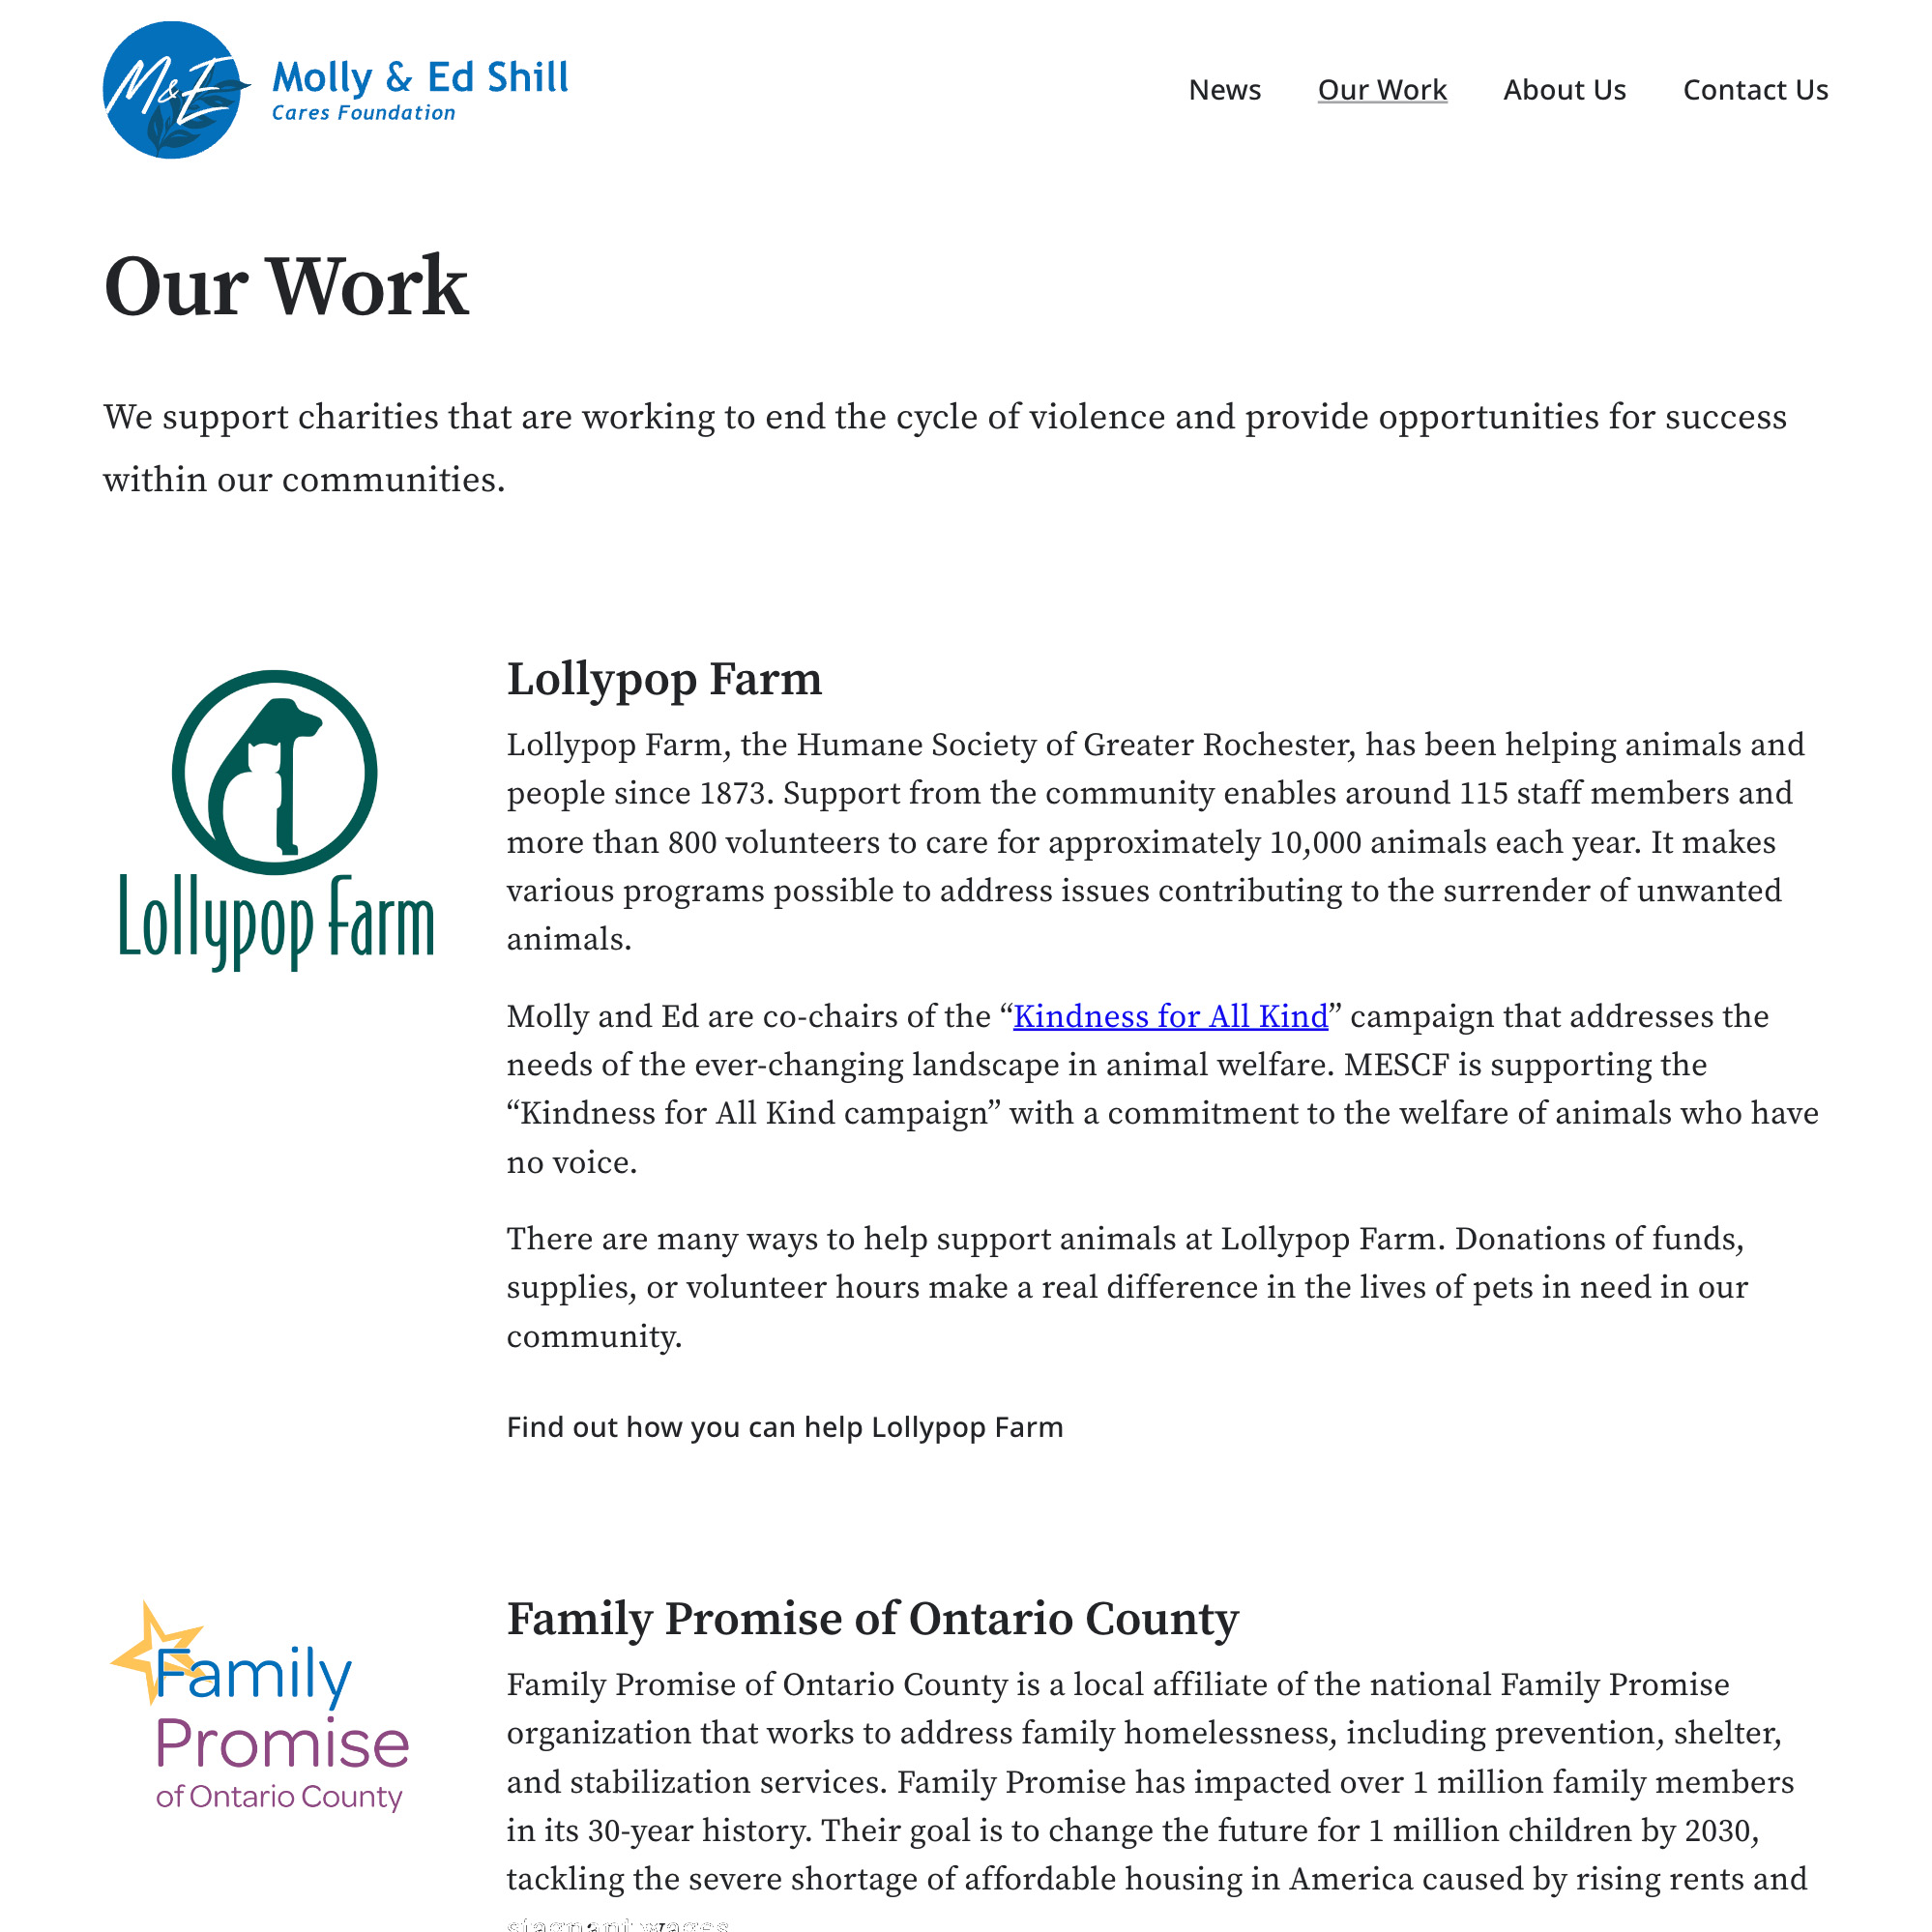 M&E
Molly & Ed Shill
Cares Foundation
News
Our Work
About Us
Contact Us
Our Work
We support charities that are working to end the cycle of violence and provide opportunities for success
within our communities.
Lollypop Farm
Lollypop Farm
Lollypop Farm, the Humane Society of Greater Rochester, has been helping animals and
people since 1873. Support from the community enables around 115 staff members and
more than 800 volunteers to care for approximately 10,000 animals each year. It makes
various programs possible to address issues contributing to the surrender of unwanted
animals.
Molly and Ed are co-chairs of the “Kindness for All Kind” campaign that addresses the
needs of the ever-changing landscape in animal welfare. MESCF is supporting the
“Kindness for All Kind campaign” with a commitment to the welfare of animals who have
no voice.
There are many ways to help support animals at Lollypop Farm. Donations of funds,
supplies, or volunteer hours make a real difference in the lives of pets in need in our
community.
Find out how you can help Lollypop Farm
Family
Promise
of Ontario County
Family Promise of Ontario County
Family Promise of Ontario County is a local affiliate of the national Family Promise
organization that works to address family homelessness, including prevention, shelter,
and stabilization services. Family Promise has impacted over 1 million family members
in its 30-year history. Their goal is to change the future for 1 million children by 2030,
tackling the severe shortage of affordable housing in America caused by rising rents and
stagnant wages.